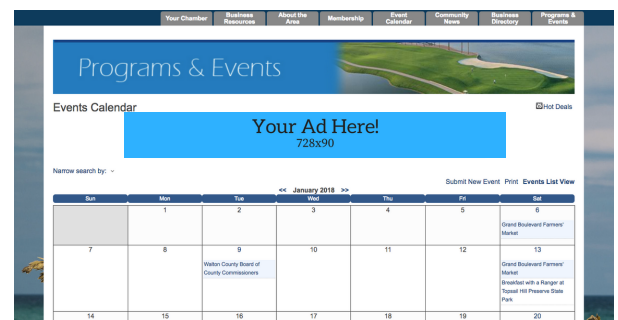 Your Chamber
Business Resources
About the Area
Membership
Event Calendar
Community News
Business Directory
Programs & Events
Programs & Events
Events Calendar
Hot Deals
Your Ad Here!
728x90
Narrow search by:
Submit New Event Print Events List View
<< January 2018 >>
Sun Mon Tue Wed Thu Fri Sat
1 2 3 4 5 6
Grand Boulevard Farmers'
Market
7 8 9 10 11 12 13
Walton County Board of
County Commissioners
Grand Boulevard Farmers'
Market
Breakfast with a Ranger at
Topsail Hill Preserve State
Park
14 15 16 17 18 19 20